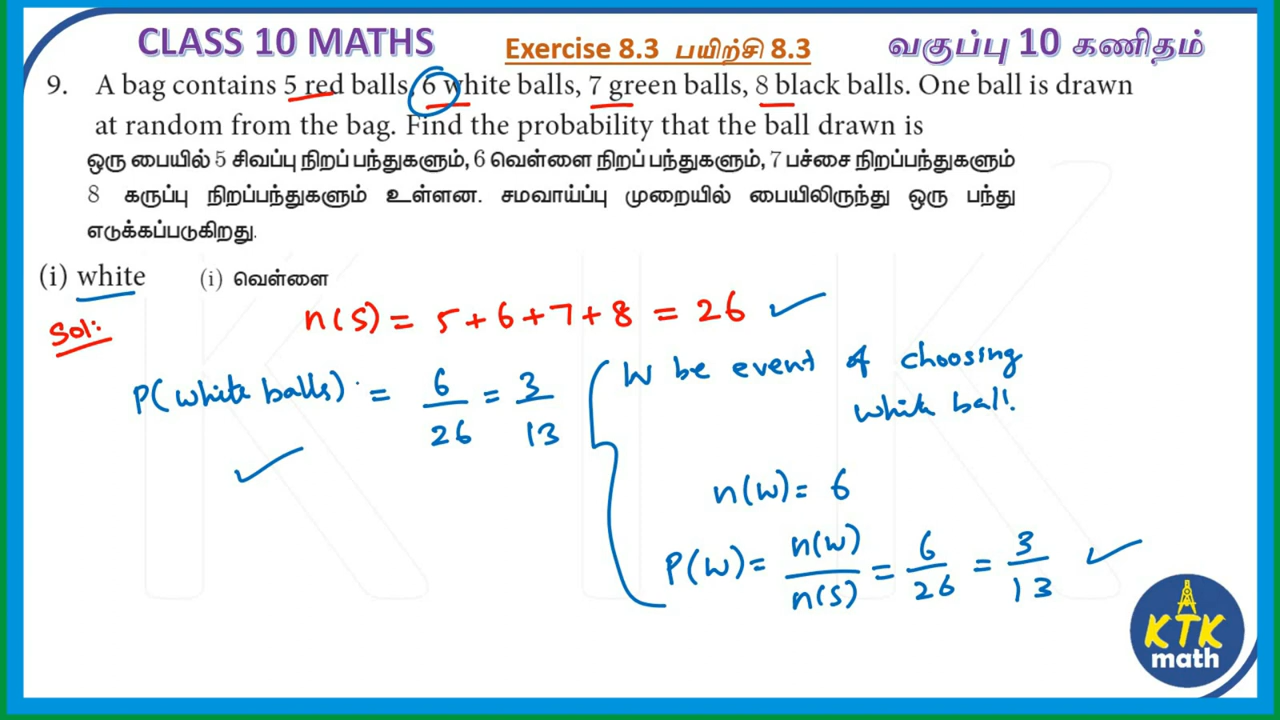 CLASS 10 MATHS Exercise 8.3 பயிற்சி 8.3 வகுப்பு 10 கணிதம்
9. A bag contains 5 red balls, 6 white balls, 7 green balls, 8 black balls. One ball is drawn
at random from the bag. Find the probability that the ball drawn is
ஒரு பையில் 5 சிவப்பு நிறப் பந்துகளும், 6 வெள்ளை நிறப் பந்துகளும், 7 பச்சை நிறப்பந்துகளும்
8 கருப்பு நிறப்பந்துகளும் உள்ளன. சமவாய்ப்பு முறையில் பையிலிருந்து ஒரு பந்து
எடுக்கப்படுகிறது.
(i) white (i) வெள்ளை
Sol: n(S) = 5+6+7+8 = 26 ✓
P(white balls) = 6/26 = 3/13 ✓
W be event of choosing
white ball.
n(W) = 6
P(W) = n(W)/n(S) = 6/26 = 3/13 ✓
KTK
math